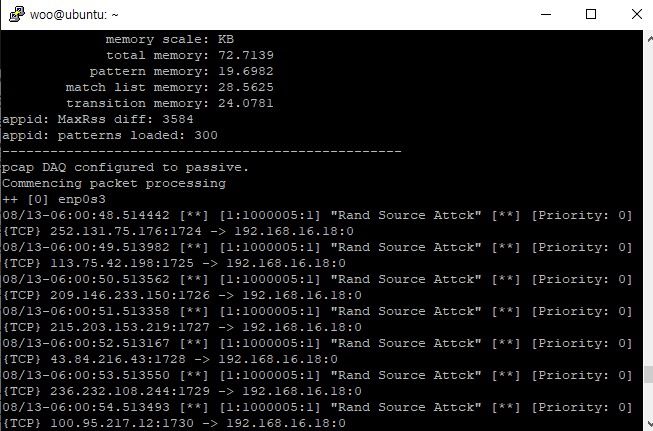 woo@ubuntu: ~
memory scale: KB
total memory: 72.7139
pattern memory: 19.6982
match list memory: 28.5625
transition memory: 24.0781
appid: MaxRss diff: 3584
appid: patterns loaded: 300
--------------------------------------------------
pcap DAQ configured to passive.
Commencing packet processing
++ [0] enp0s3
08/13-06:00:48.514442 [**] [1:1000005:1] "Rand Source Attck" [**] [Priority: 0]
{TCP} 252.131.75.176:1724 -> 192.168.16.18:0
08/13-06:00:49.513982 [**] [1:1000005:1] "Rand Source Attck" [**] [Priority: 0]
{TCP} 113.75.42.198:1725 -> 192.168.16.18:0
08/13-06:00:50.513562 [**] [1:1000005:1] "Rand Source Attck" [**] [Priority: 0]
{TCP} 209.146.233.150:1726 -> 192.168.16.18:0
08/13-06:00:51.513358 [**] [1:1000005:1] "Rand Source Attck" [**] [Priority: 0]
{TCP} 215.203.153.219:1727 -> 192.168.16.18:0
08/13-06:00:52.513167 [**] [1:1000005:1] "Rand Source Attck" [**] [Priority: 0]
{TCP} 43.84.216.43:1728 -> 192.168.16.18:0
08/13-06:00:53.513550 [**] [1:1000005:1] "Rand Source Attck" [**] [Priority: 0]
{TCP} 236.232.108.244:1729 -> 192.168.16.18:0
08/13-06:00:54.513493 [**] [1:1000005:1] "Rand Source Attck" [**] [Priority: 0]
{TCP} 100.95.217.12:1730 -> 192.168.16.18:0